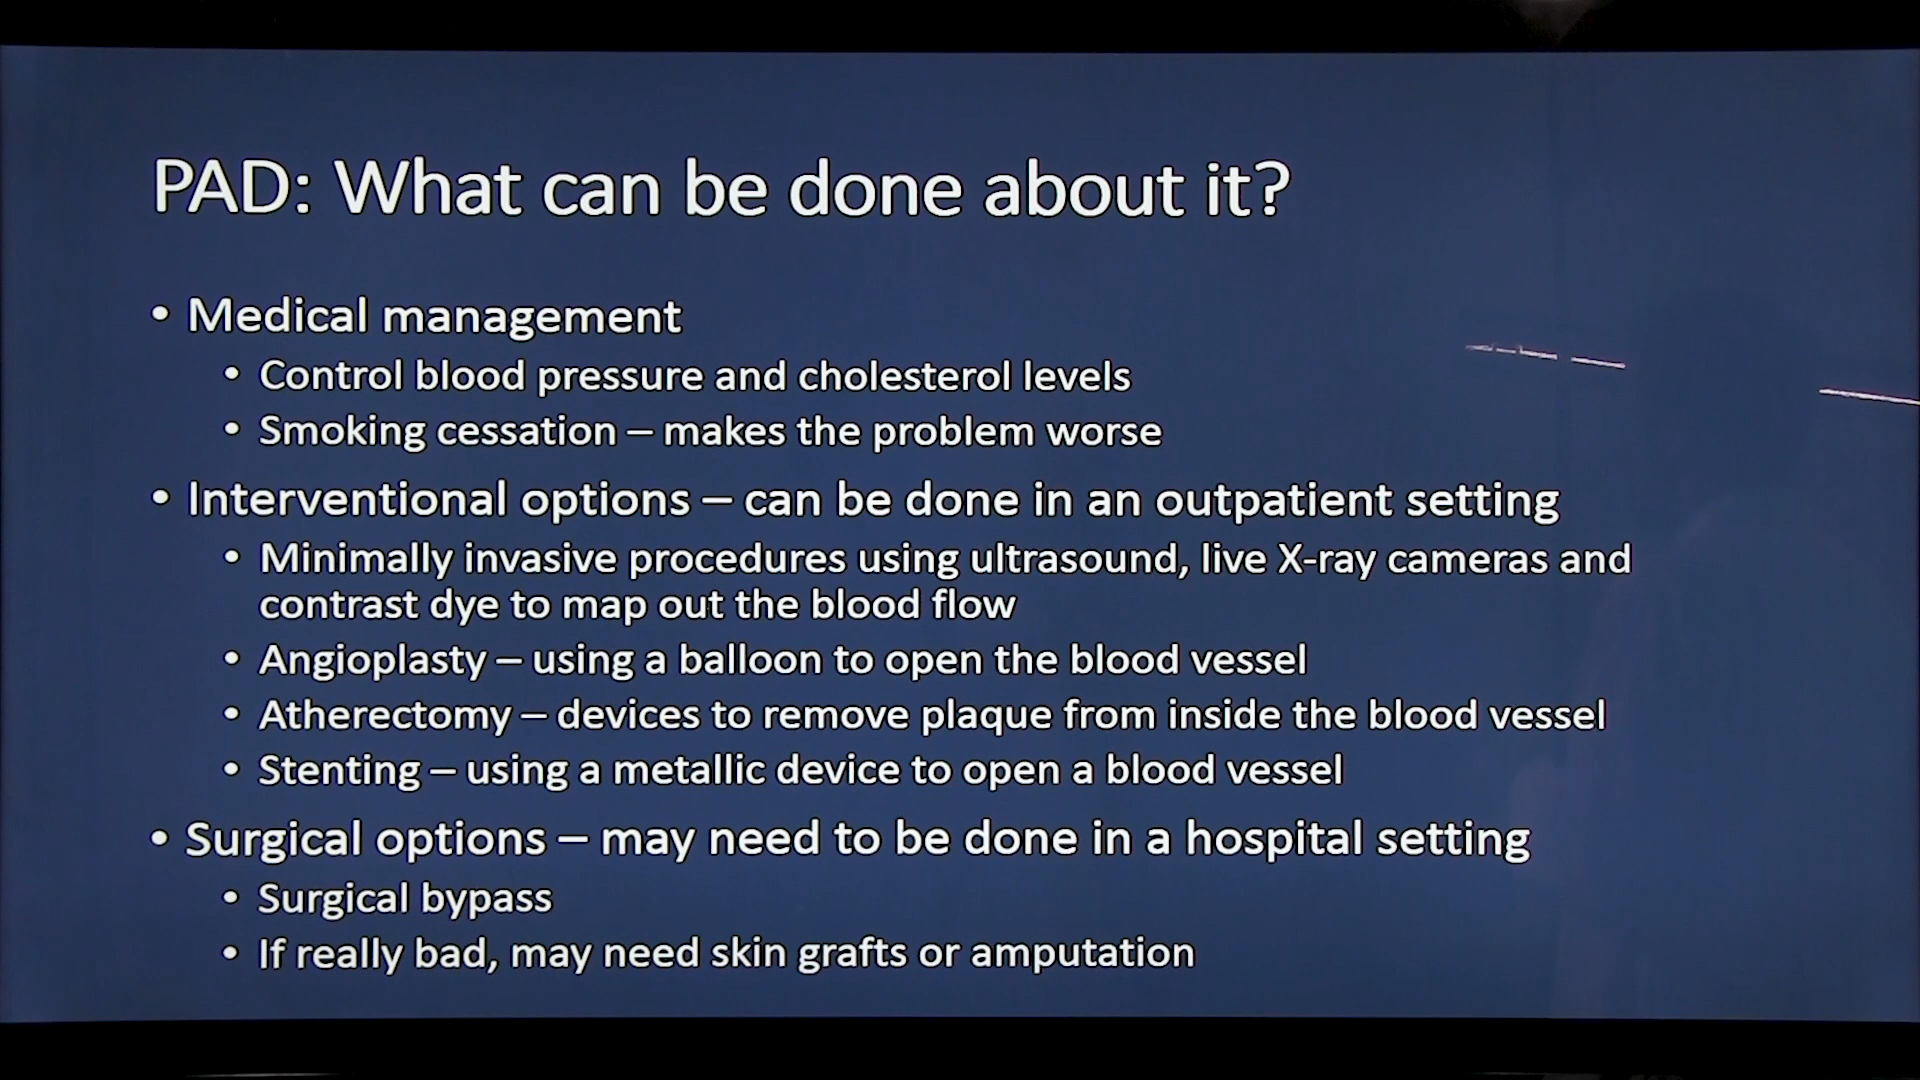 PAD: What can be done about it?
• Medical management
• Control blood pressure and cholesterol levels
• Smoking cessation – makes the problem worse
• Interventional options – can be done in an outpatient setting
• Minimally invasive procedures using ultrasound, live X-ray cameras and
contrast dye to map out the blood flow
• Angioplasty – using a balloon to open the blood vessel
• Atherectomy – devices to remove plaque from inside the blood vessel
• Stenting – using a metallic device to open a blood vessel
• Surgical options – may need to be done in a hospital setting
• Surgical bypass
• If really bad, may need skin grafts or amputation